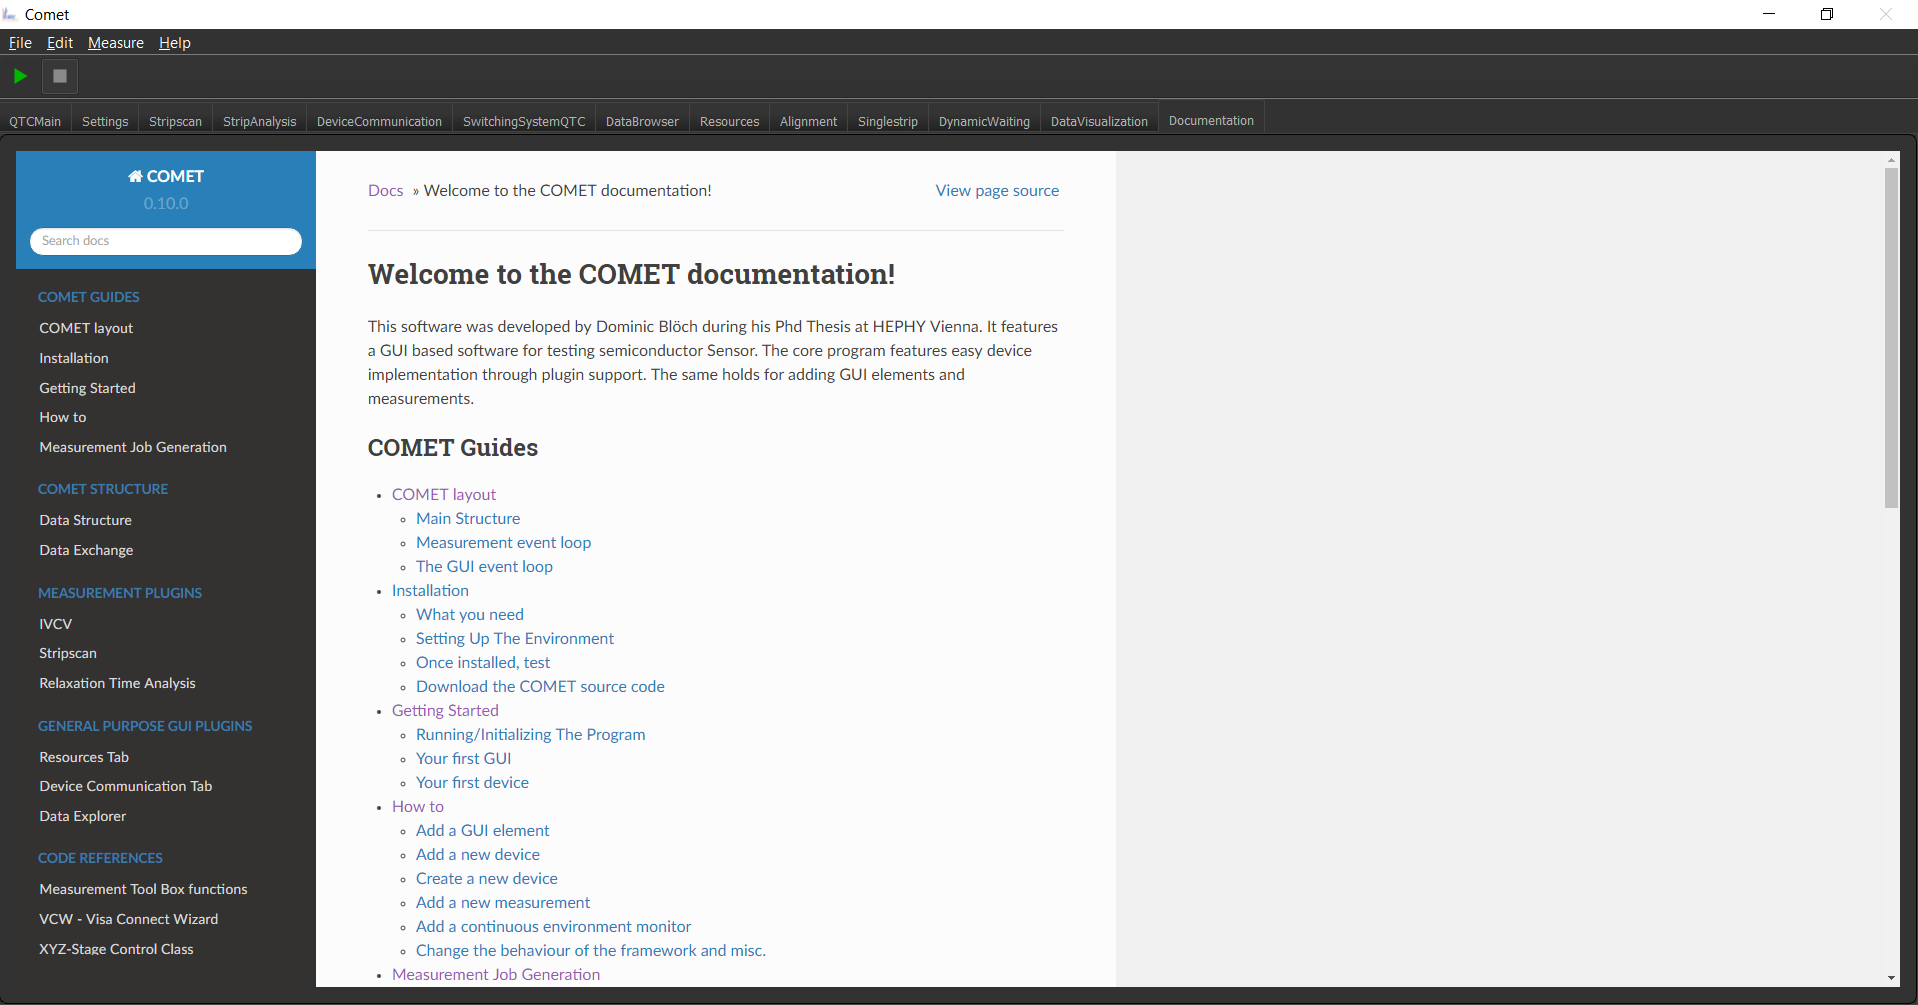 Comet
File Edit Measure Help
QTCMain Settings Stripscan StripAnalysis DeviceCommunication SwitchingSystemQTC DataBrowser Resources Alignment Singlestrip DynamicWaiting DataVisualization Documentation
COMET
0.10.0
Search docs
COMET GUIDES
COMET layout
Installation
Getting Started
How to
Measurement Job Generation
COMET STRUCTURE
Data Structure
Data Exchange
MEASUREMENT PLUGINS
IVCV
Stripscan
Relaxation Time Analysis
GENERAL PURPOSE GUI PLUGINS
Resources Tab
Device Communication Tab
Data Explorer
CODE REFERENCES
Measurement Tool Box functions
VCW - Visa Connect Wizard
XYZ-Stage Control Class
Docs » Welcome to the COMET documentation!
View page source
Welcome to the COMET documentation!
This software was developed by Dominic Blöch during his Phd Thesis at HEPHY Vienna. It features
a GUI based software for testing semiconductor Sensor. The core program features easy device
implementation through plugin support. The same holds for adding GUI elements and
measurements.
COMET Guides
• COMET layout
◦ Main Structure
◦ Measurement event loop
◦ The GUI event loop
• Installation
◦ What you need
◦ Setting Up The Environment
◦ Once installed, test
◦ Download the COMET source code
• Getting Started
◦ Running/Initializing The Program
◦ Your first GUI
◦ Your first device
• How to
◦ Add a GUI element
◦ Add a new device
◦ Create a new device
◦ Add a new measurement
◦ Add a continuous environment monitor
◦ Change the behaviour of the framework and misc.
• Measurement Job Generation